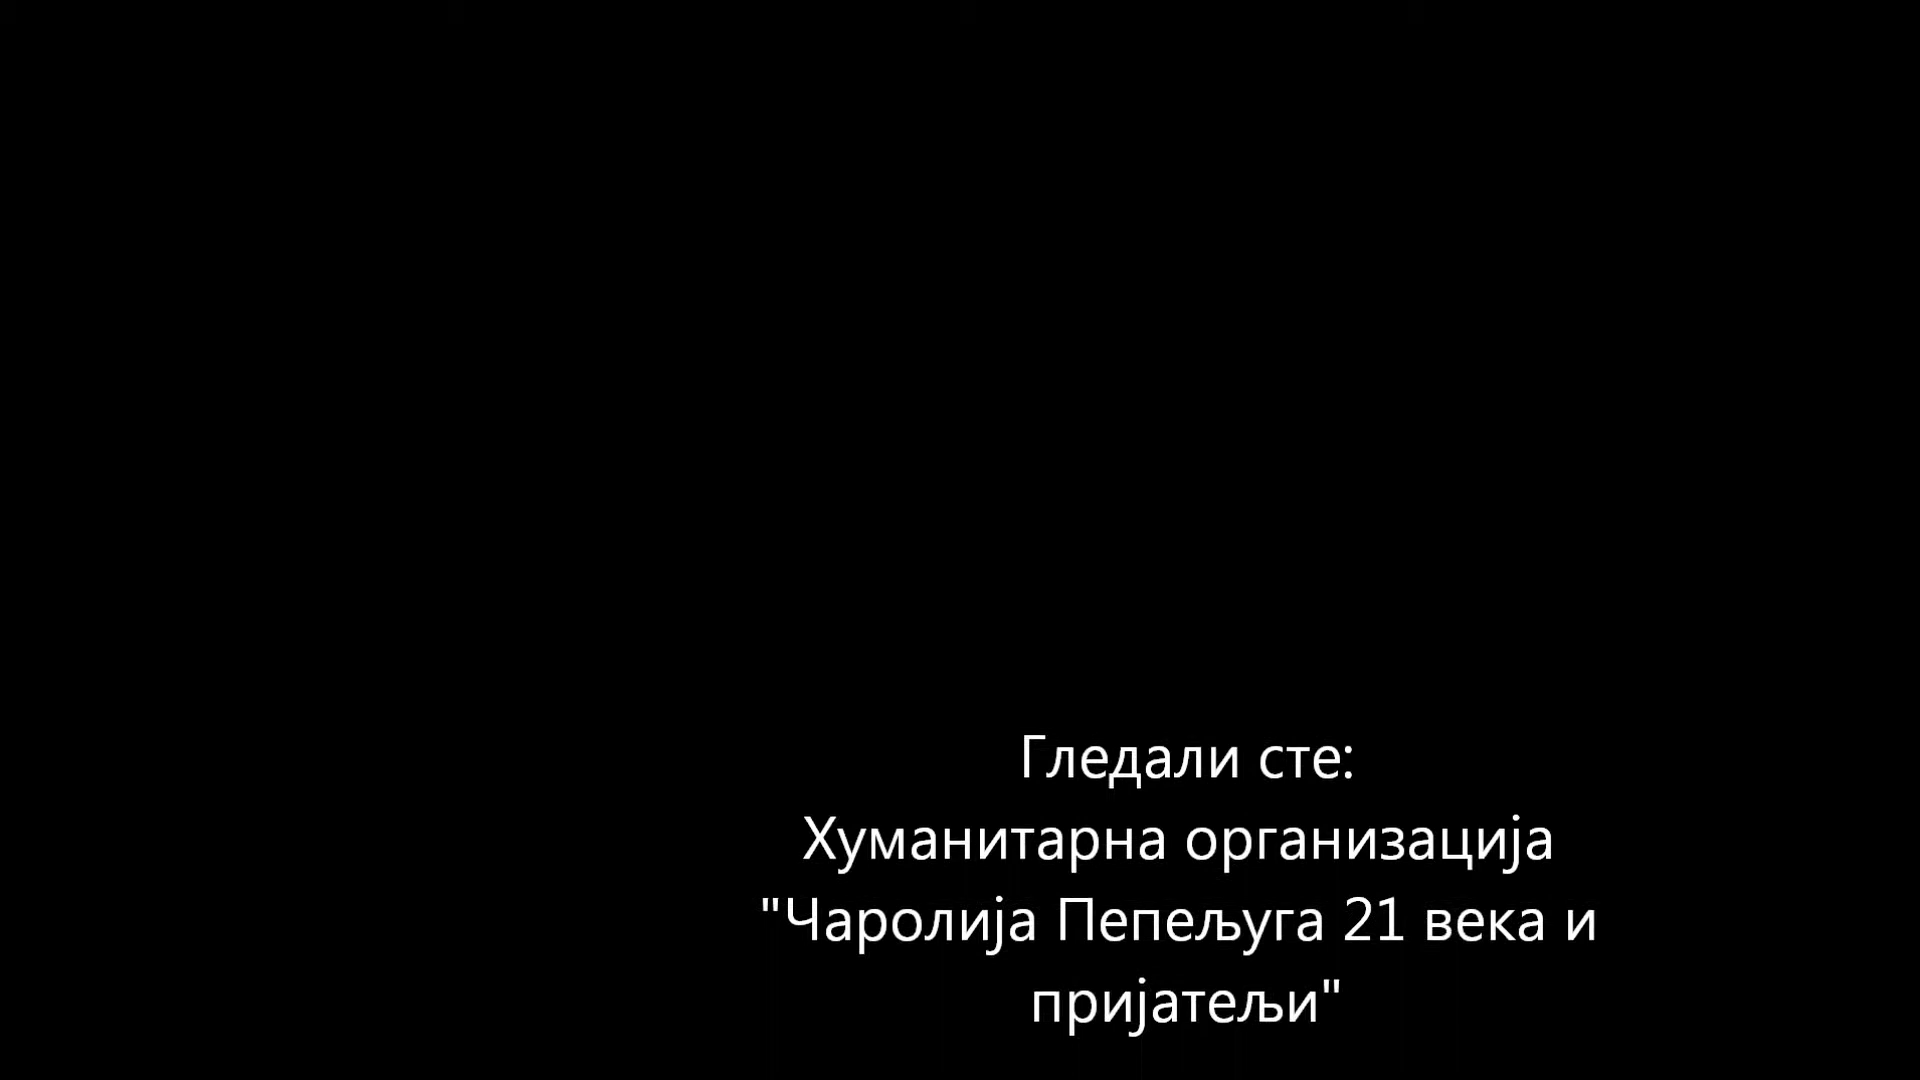 Гледали сте:
Хуманитарна организација
"Чаролија Пепељуга 21 века и
пријатељи"